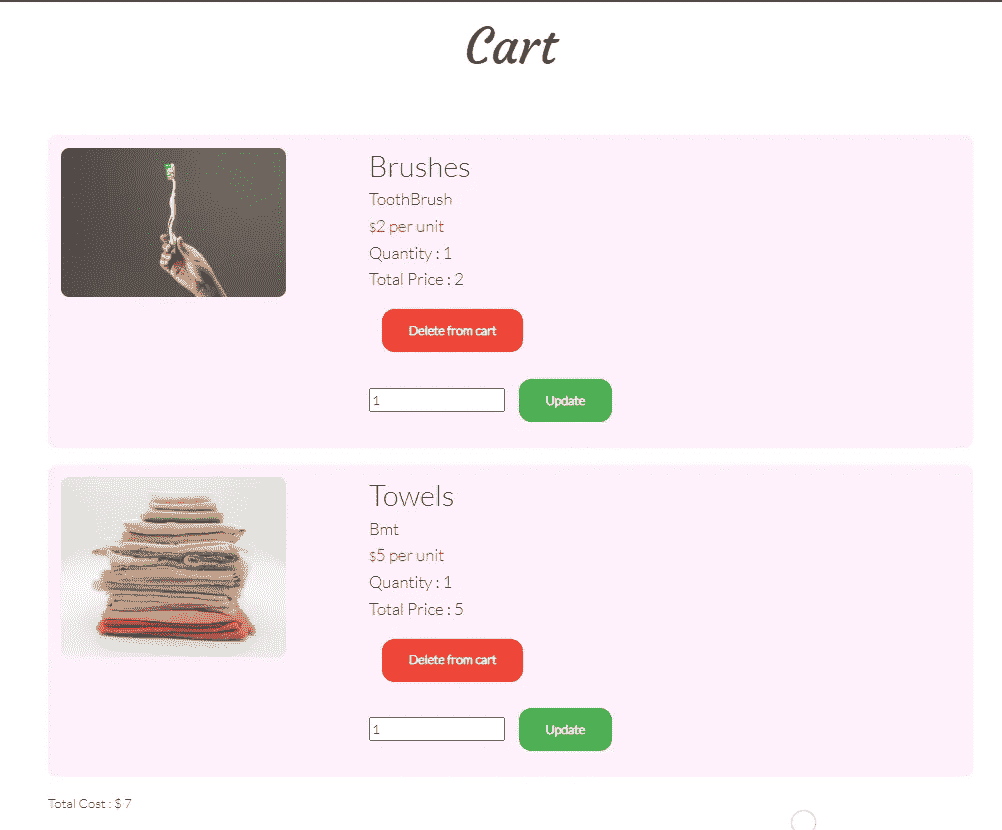 Cart
Brushes
ToothBrush
$2 per unit
Quantity : 1
Total Price : 2
Delete from cart
1
Update
Towels
Bmt
$5 per unit
Quantity : 1
Total Price : 5
Delete from cart
1
Update
Total Cost : $ 7